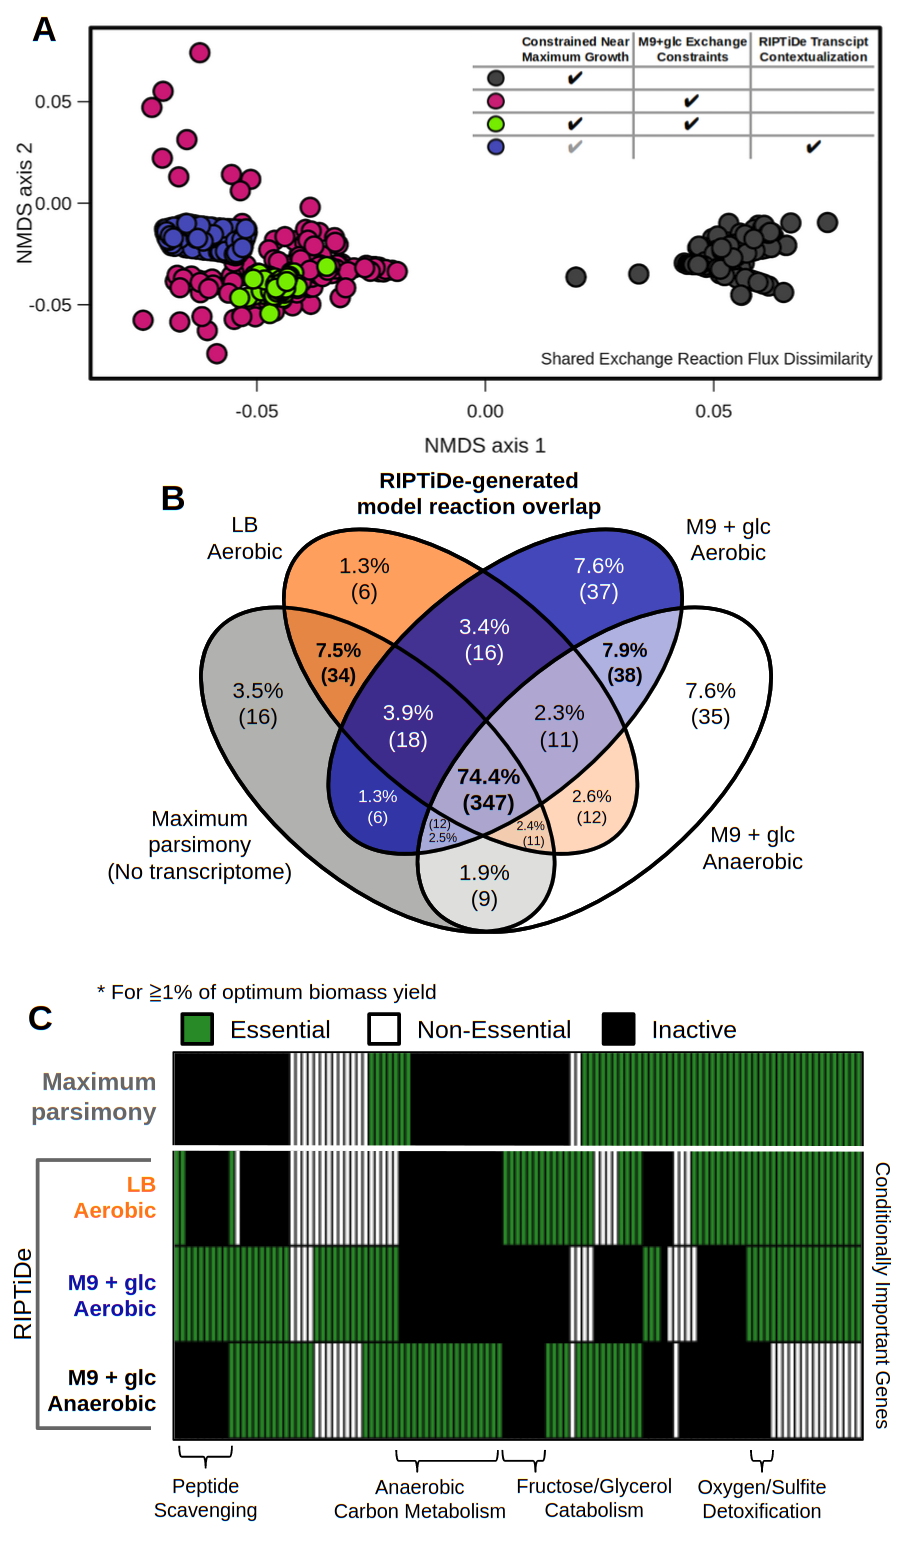 A
Constrained Near
Maximum Growth
M9+glc Exchange
Constraints
RIPTiDe Transcipt
Contextualization
✔
✔
✔ ✔
✔ ✔
NMDS axis 2
0.05
0.00
-0.05
Shared Exchange Reaction Flux Dissimilarity
-0.05 0.00 0.05
NMDS axis 1
B
RIPTiDe-generated
model reaction overlap
LB
Aerobic
M9 + glc
Aerobic
1.3%
(6)
7.6%
(37)
3.4%
(16)
7.5%
(34)
7.9%
(38)
3.5%
(16)
7.6%
(35)
3.9%
(18)
2.3%
(11)
74.4%
(347)
1.3%
(6)
2.6%
(12)
(12)
2.5%
2.4%
(11)
1.9%
(9)
Maximum
parsimony
(No transcriptome)
M9 + glc
Anaerobic
* For ≧1% of optimum biomass yield
C
Essential Non-Essential Inactive
Maximum
parsimony
RIPTiDe
LB
Aerobic
M9 + glc
Aerobic
M9 + glc
Anaerobic
Conditionally Important Genes
Peptide
Scavenging
Anaerobic
Carbon Metabolism
Fructose/Glycerol
Catabolism
Oxygen/Sulfite
Detoxification